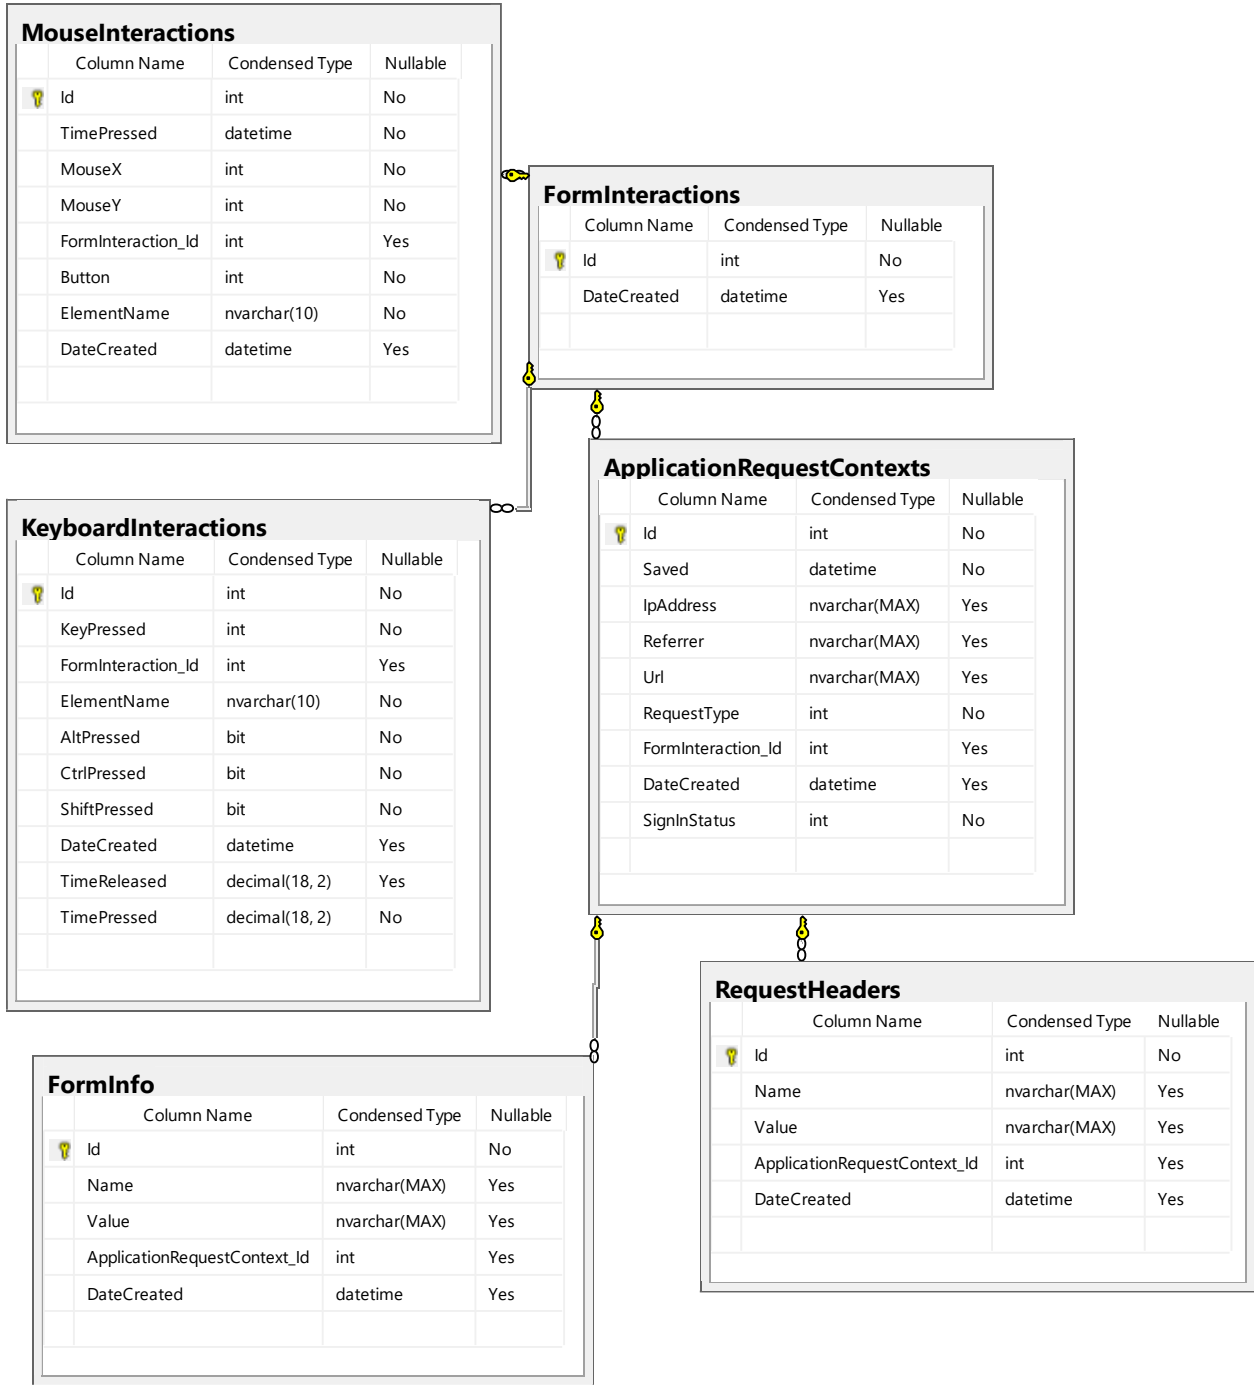 MouseInteractions
Column Name Condensed Type Nullable
Id int No
TimePressed datetime No
MouseX int No
MouseY int No
FormInteraction_Id int Yes
Button int No
ElementName nvarchar(10) No
DateCreated datetime Yes
FormInteractions
Column Name Condensed Type Nullable
Id int No
DateCreated datetime Yes
KeyboardInteractions
Column Name Condensed Type Nullable
Id int No
KeyPressed int No
FormInteraction_Id int Yes
ElementName nvarchar(10) No
AltPressed bit No
CtrlPressed bit No
ShiftPressed bit No
DateCreated datetime Yes
TimeReleased decimal(18, 2) Yes
TimePressed decimal(18, 2) No
ApplicationRequestContexts
Column Name Condensed Type Nullable
Id int No
Saved datetime No
IpAddress nvarchar(MAX) Yes
Referrer nvarchar(MAX) Yes
Url nvarchar(MAX) Yes
RequestType int No
FormInteraction_Id int Yes
DateCreated datetime Yes
SignInStatus int No
FormInfo
Column Name Condensed Type Nullable
Id int No
Name nvarchar(MAX) Yes
Value nvarchar(MAX) Yes
ApplicationRequestContext_Id int Yes
DateCreated datetime Yes
RequestHeaders
Column Name Condensed Type Nullable
Id int No
Name nvarchar(MAX) Yes
Value nvarchar(MAX) Yes
ApplicationRequestContext_Id int Yes
DateCreated datetime Yes